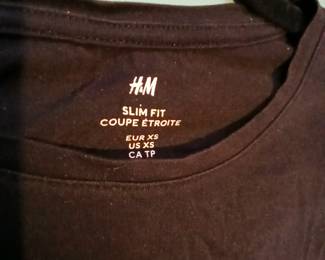 H&M
SLIM FIT
COUPE ÉTROITE
EUR XS
US XS
CA TP